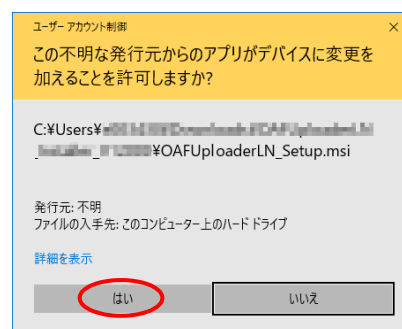 ユーザー アカウント制御
×
この不明な発行元からのアプリがデバイスに変更を
加えることを許可しますか?
C:¥Users¥
¥OAFUploaderLN_Setup.msi
発行元: 不明
ファイルの入手先: このコンピューター上のハード ドライブ
詳細を表示
はい
いいえ